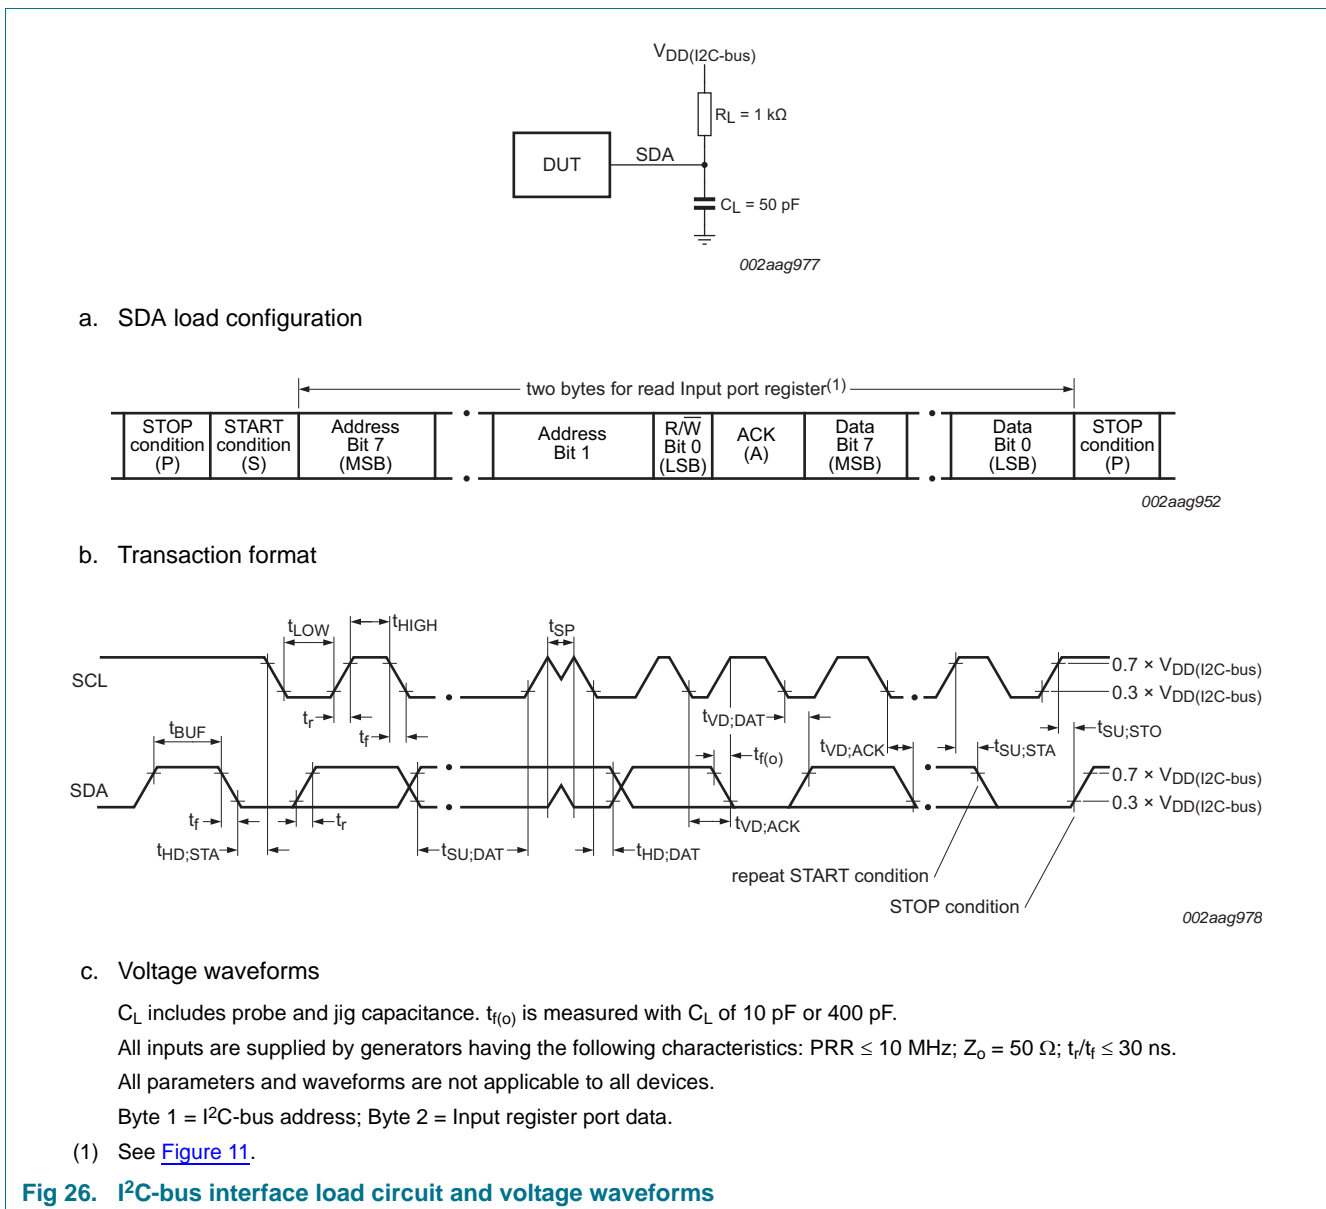 VDD(I2C-bus)
RL = 1 kΩ
DUT
SDA
CL = 50 pF
002aag977
a. SDA load configuration
two bytes for read Input port register(1)
STOP condition (P)
START condition (S)
Address Bit 7 (MSB)
Address Bit 1
R/W̅ Bit 0 (LSB)
ACK (A)
Data Bit 7 (MSB)
Data Bit 0 (LSB)
STOP condition (P)
002aag952
b. Transaction format
tLOW
tHIGH
tSP
SCL
0.7 × VDD(I2C-bus)
0.3 × VDD(I2C-bus)
tr
tf
tBUF
tVD;DAT
tf(o)
tVD;ACK
tSU;STA
tSU;STO
SDA
0.7 × VDD(I2C-bus)
0.3 × VDD(I2C-bus)
tf
tr
tVD;ACK
tHD;STA
tSU;DAT
tHD;DAT
repeat START condition
STOP condition
002aag978
c. Voltage waveforms
CL includes probe and jig capacitance. tf(o) is measured with CL of 10 pF or 400 pF.
All inputs are supplied by generators having the following characteristics: PRR ≤ 10 MHz; Zo = 50 Ω; tr/tf ≤ 30 ns.
All parameters and waveforms are not applicable to all devices.
Byte 1 = I²C-bus address; Byte 2 = Input register port data.
(1) See Figure 11.
Fig 26. I²C-bus interface load circuit and voltage waveforms